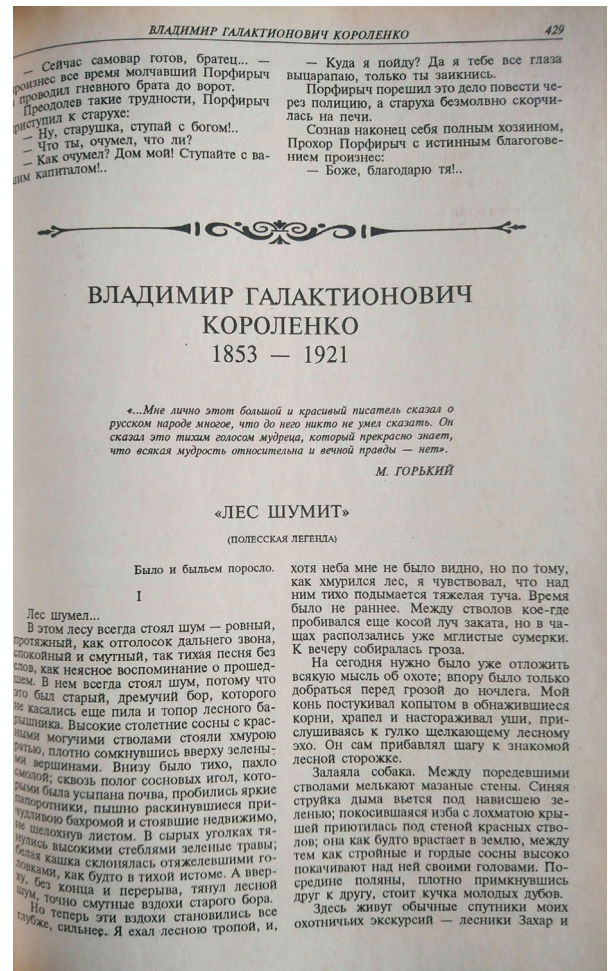 ВЛАДИМИР ГАЛАКТИОНОВИЧ КОРОЛЕНКО
429
— Сейчас самовар готов, братец... —
произнес все время молчавший Порфирыч
и проводил гневного брата до ворот.
Преодолев такие трудности, Порфирыч
приступил к старухе:
— Ну, старушка, ступай с богом!..
— Что ты, очумел, что ли?
— Как очумел? Дом мой! Ступайте с ва-
шим капиталом!..
— Куда я пойду? Да я тебе все глаза
выцарапаю, только ты заикнись.
Порфирыч порешил это дело повести че-
рез полицию, а старуха безмолвно скорчи-
лась на печи.
Сознав наконец себя полным хозяином,
Прохор Порфирыч с истинным благогове-
нием произнес:
— Боже, благодарю тя!..
ВЛАДИМИР ГАЛАКТИОНОВИЧ
КОРОЛЕНКО
1853 — 1921
«...Мне лично этот большой и красивый писатель сказал о
русском народе многое, что до него никто не умел сказать. Он
сказал это тихим голосом мудреца, который прекрасно знает,
что всякая мудрость относительна и вечной правды — нет».
М. ГОРЬКИЙ
«ЛЕС ШУМИТ»
(ПОЛЕССКАЯ ЛЕГЕНДА)
Было и быльем поросло.
I
Лес шумел...
В этом лесу всегда стоял шум — ровный,
протяжный, как отголосок дальнего звона,
спокойный и смутный, как тихая песня без
слов, как неясное воспоминание о прошед-
шем. В нем всегда стоял шум, потому что
это был старый, дремучий бор, которого
не касались еще пила и топор лесного ба-
рышника. Высокие столетние сосны с крас-
ными могучими стволами стояли хмурою
ратью, плотно сомкнувшись вверху зелены-
ми вершинами. Внизу было тихо, пахло
смолой; сквозь полог сосновых игол, кото-
рыми была усыпана почва, пробились яркие
папоротники, пышно раскинувшиеся при-
чудливою бахромой и стоявшие недвижимо,
не шелохнув листом. В сырых уголках тя-
нулись высокими стеблями зеленые травы;
белая кашка склонялась отяжелевшими го-
ловками, как будто в тихой истоме. А ввер-
ху, без конца и перерыва, тянул лесной
шум, точно смутные вздохи старого бора.
Но теперь эти вздохи становились все
глубже, сильнее. Я ехал лесною тропой, и,
хотя неба мне не было видно, но по тому,
как хмурился лес, я чувствовал, что над
ним тихо подымается тяжелая туча. Время
было не раннее. Между стволов кое-где
пробивался еще косой луч заката, но в ча-
щах расползались уже мглистые сумерки.
К вечеру собиралась гроза.
На сегодня нужно было уже отложить
всякую мысль об охоте; впору было только
добраться перед грозой до ночлега. Мой
конь постукивал копытом в обнажившиеся
корни, храпел и настораживал уши, при-
слушиваясь к гулко щелкающему лесному
эхо. Он сам прибавлял шагу к знакомой
лесной сторожке.
Залаяла собака. Между поредевшими
стволами мелькают мазаные стены. Синяя
струйка дыма вьется под нависшею зе-
ленью; покосившаяся изба с лохматою кры-
шей приютилась под стеной красных ство-
лов; она как будто врастает в землю, между
тем как стройные и гордые сосны высоко
покачивают над ней своими головами. По-
средине поляны, плотно примкнувшись
друг к другу, стоит кучка молодых дубов.
Здесь живут обычные спутники моих
охотничьих экскурсий — лесники Захар и